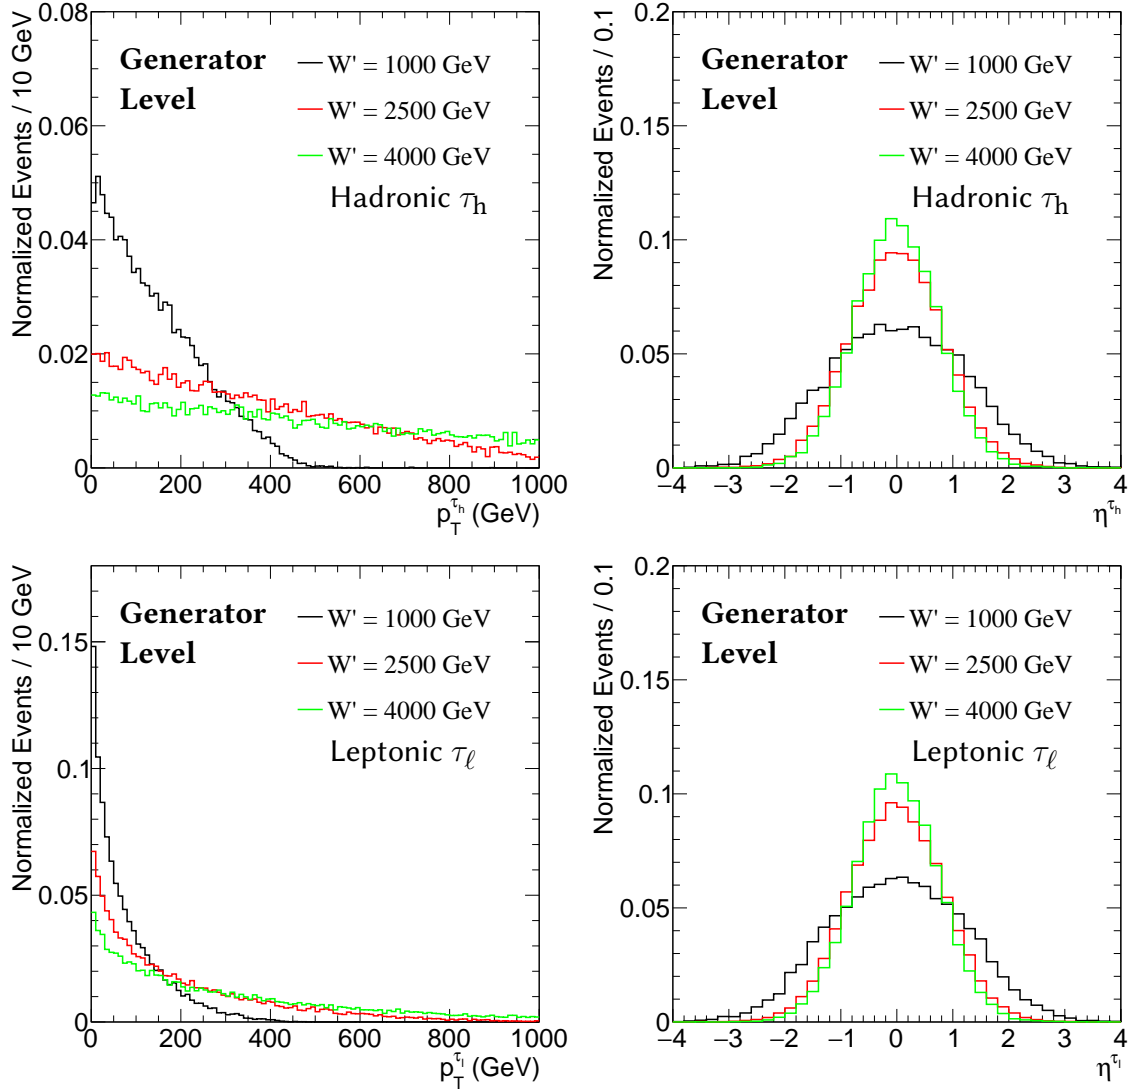 Normalized Events / 10 GeV
0.08
0.06
0.04
0.02
0
Generator
Level
W' = 1000 GeV
W' = 2500 GeV
W' = 4000 GeV
Hadronic τh
0 200 400 600 800 1000
p_T^τh (GeV)
Normalized Events / 0.1
0.2
0.15
0.1
0.05
0
Generator
Level
W' = 1000 GeV
W' = 2500 GeV
W' = 4000 GeV
Hadronic τh
−4 −3 −2 −1 0 1 2 3 4
η^τh
Normalized Events / 10 GeV
0.15
0.1
0.05
0
Generator
Level
W' = 1000 GeV
W' = 2500 GeV
W' = 4000 GeV
Leptonic τℓ
0 200 400 600 800 1000
p_T^τl (GeV)
Normalized Events / 0.1
0.2
0.15
0.1
0.05
0
Generator
Level
W' = 1000 GeV
W' = 2500 GeV
W' = 4000 GeV
Leptonic τℓ
−4 −3 −2 −1 0 1 2 3 4
η^τl